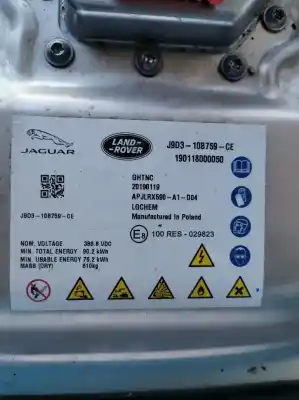 JAGUAR
LAND
ROVER
J9D3-10B759-CE
190118000050
GHTNC
20190119
APJLRX590-A1-D04
LGCHEM
Manufactured in Poland
J9D3-10B759-CE
E8 100 RES - 029823
NOM. VOLTAGE 388.8 VDC
MIN. TOTAL ENERGY 90.2 kWh
MIN. USABLE ENERGY 79.2 kWh
MASS (DRY) 610kg